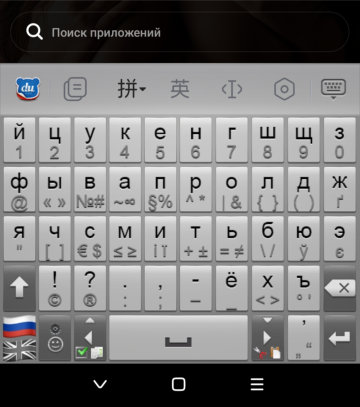 Поиск приложений
du 拼 英
й ц у к е н г ш щ з
1 2 3 4 5 6 7 8 9 0
ф ы в а п р о л д ж
@ « » №# ~∞ §% ^ * | & { } ( ) ґ
я ч с м и т ь б ю э
" [ ] € $ ≤ ≥ і ї + ± = ≠ \ / ў є
! ? . , - ё х ъ
© ® : ; _ ~ < > ° '
' „ “